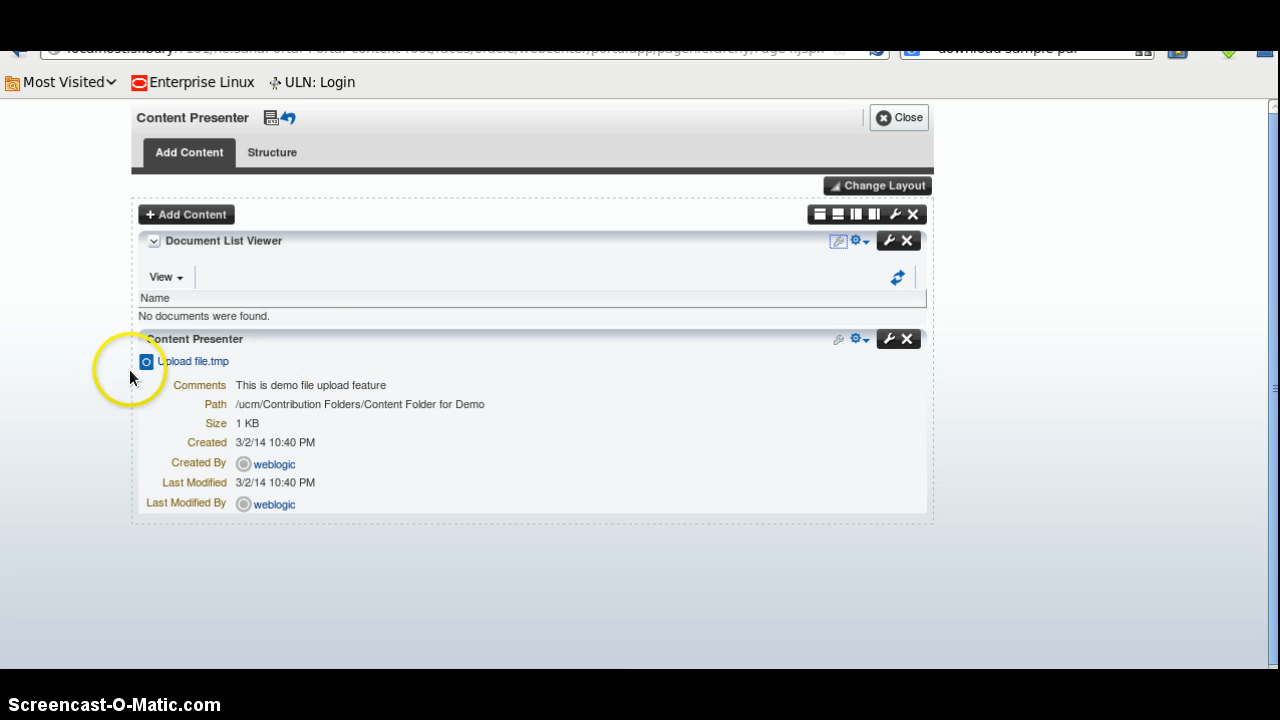 Most Visited Enterprise Linux ULN: Login
Content Presenter Close
Add Content Structure
Change Layout
+ Add Content
Document List Viewer
View
Name
No documents were found.
Content Presenter
Upload file.tmp
Comments This is demo file upload feature
Path /ucm/Contribution Folders/Content Folder for Demo
Size 1 KB
Created 3/2/14 10:40 PM
Created By weblogic
Last Modified 3/2/14 10:40 PM
Last Modified By weblogic
Screencast-O-Matic.com